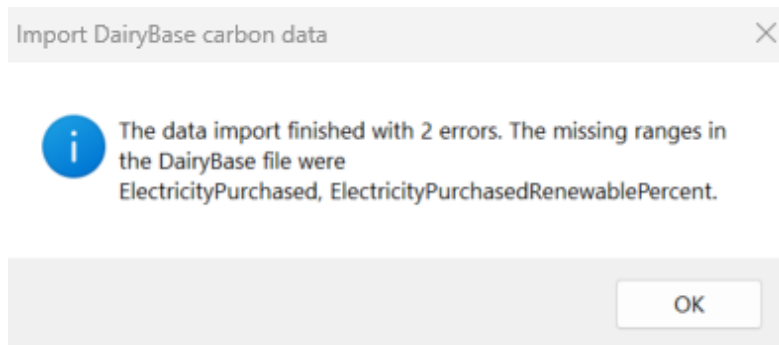 Import DairyBase carbon data
The data import finished with 2 errors. The missing ranges in
the DairyBase file were
ElectricityPurchased, ElectricityPurchasedRenewablePercent.
OK